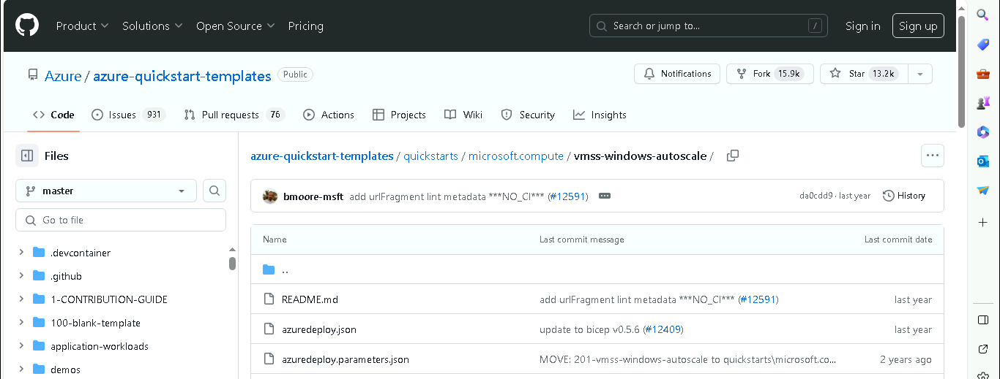 Product Solutions Open Source Pricing Search or jump to... / Sign in Sign up
Azure / azure-quickstart-templates Public Notifications Fork 15.9k Star 13.2k
Code Issues 931 Pull requests 76 Actions Projects Wiki Security Insights
Files
master
Go to file
.devcontainer
.github
1-CONTRIBUTION-GUIDE
100-blank-template
application-workloads
demos
azure-quickstart-templates / quickstarts / microsoft.compute / vmss-windows-autoscale /
bmoore-msft add urlFragment lint metadata ***NO_CI*** (#12591) da0cdd9 · last year History
Name Last commit message Last commit date
..
README.md add urlFragment lint metadata ***NO_CI*** (#12591) last year
azuredeploy.json update to bicep v0.5.6 (#12409) last year
azuredeploy.parameters.json MOVE: 201-vmss-windows-autoscale to quickstarts\microsoft.co... 2 years ago